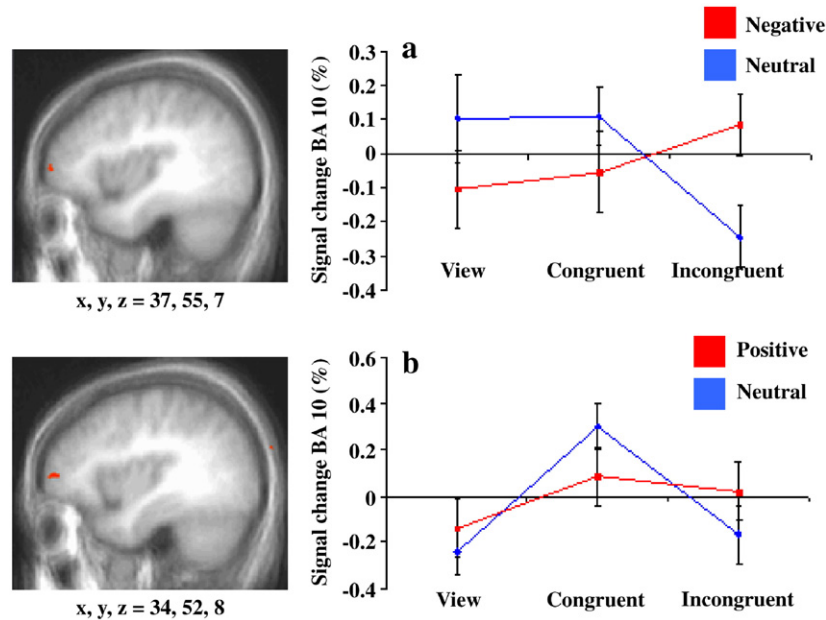 a
Negative
Neutral
Signal change BA 10 (%)
0.3
0.2
0.1
0
-0.1
-0.2
-0.3
-0.4
View Congruent Incongruent
x, y, z = 37, 55, 7
b
Positive
Neutral
Signal change BA 10 (%)
0.6
0.4
0.2
0
-0.2
-0.4
View Congruent Incongruent
x, y, z = 34, 52, 8